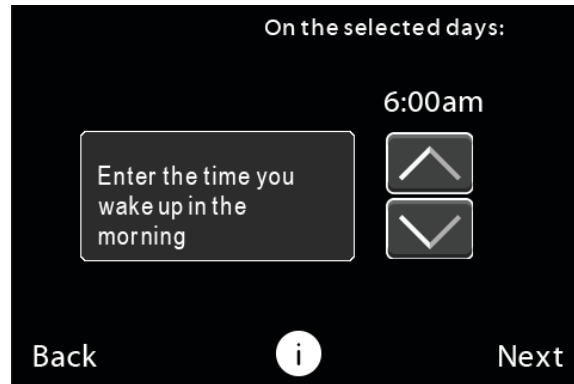 On the selected days:
6:00am
Enter the time you
wake up in the
morning
Back
i
Next